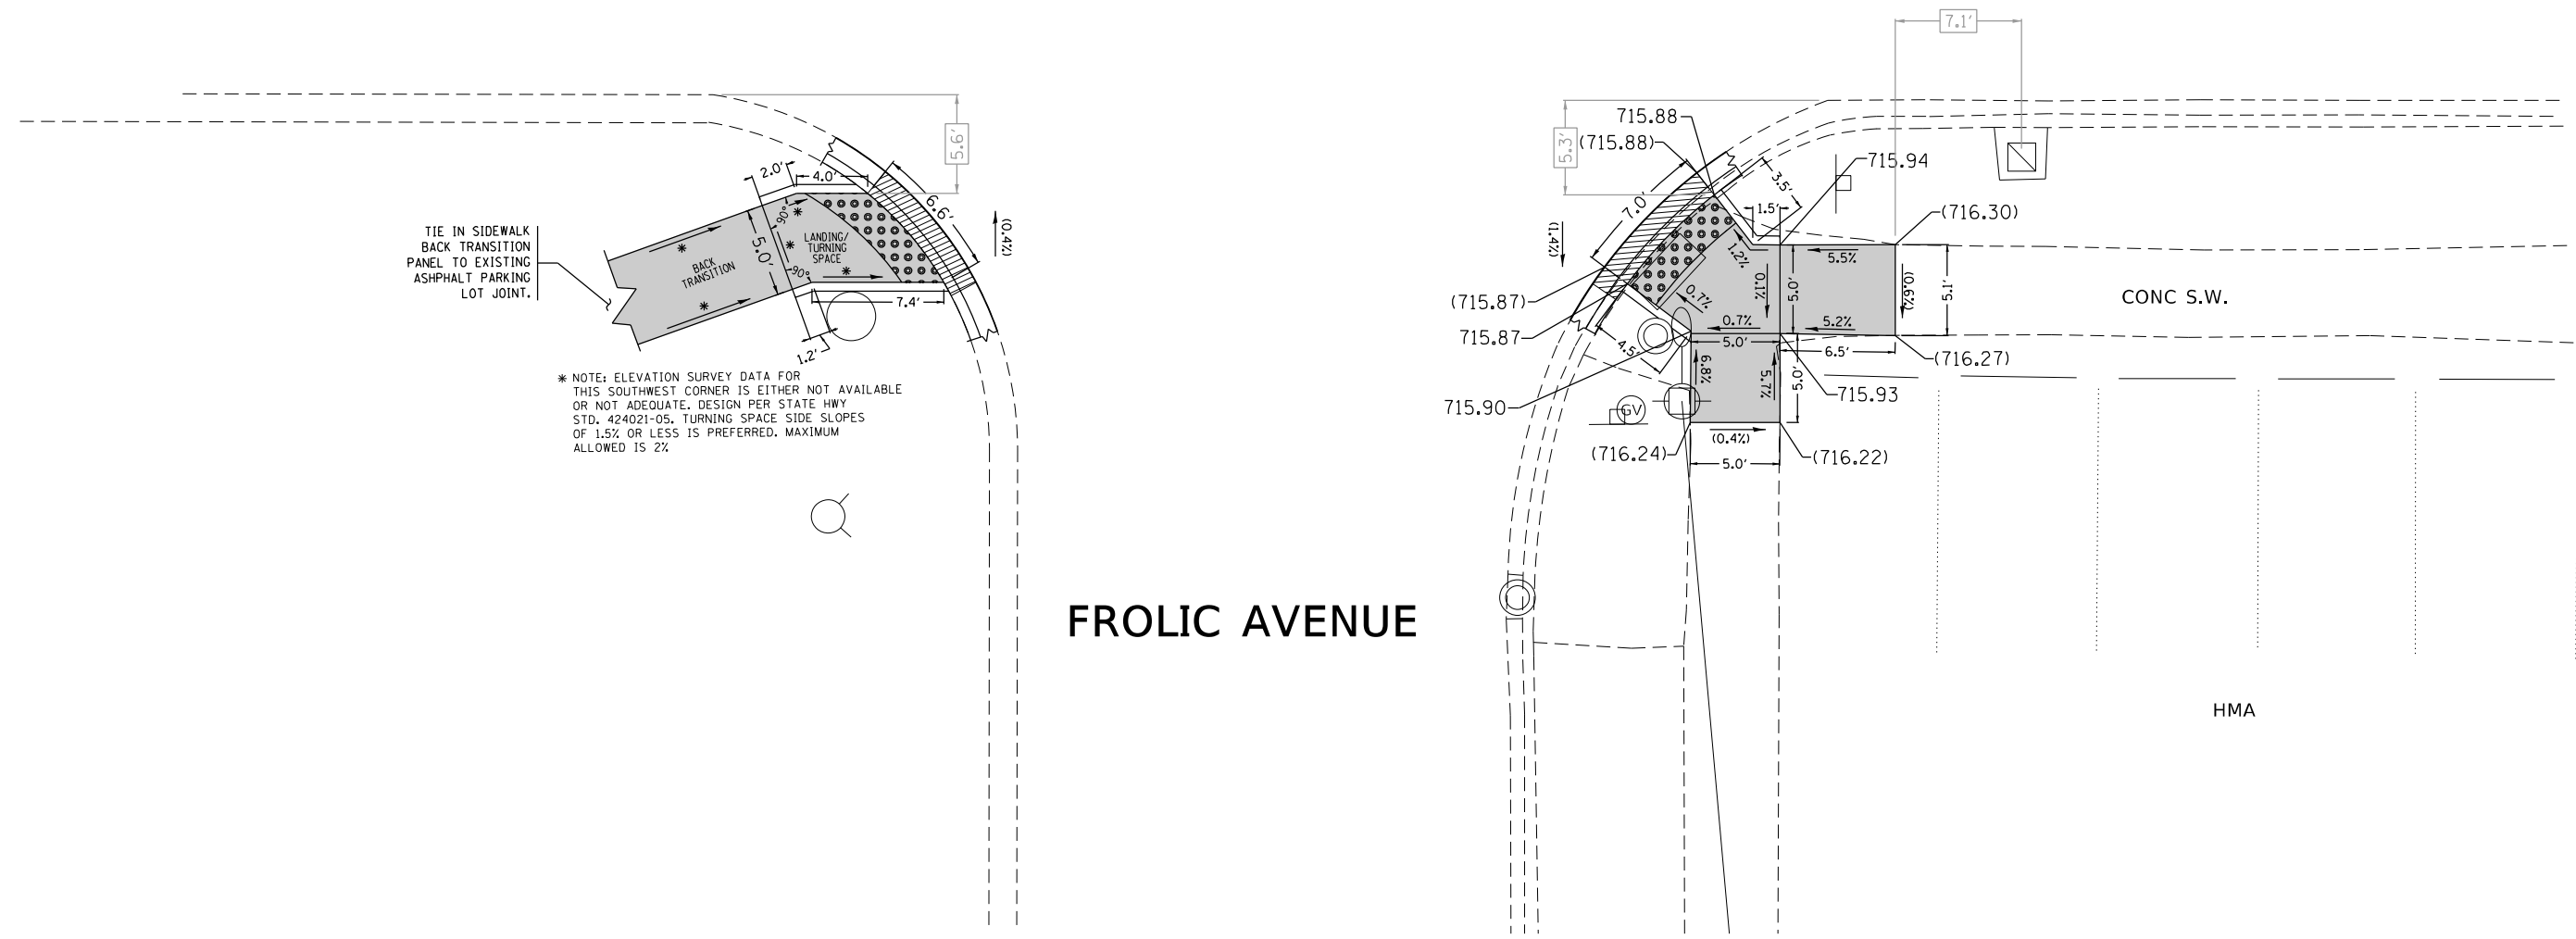 7.1'
5.6'
5.3'
715.88
(715.88)
715.94
2.0'
4.0'
6.6'
(0.4%)
90°
90°
5.0'
LANDING/
TURNING
SPACE
BACK
TRANSITION
7.4'
1.2'
TIE IN SIDEWALK
BACK TRANSITION
PANEL TO EXISTING
ASHPHALT PARKING
LOT JOINT.
* NOTE: ELEVATION SURVEY DATA FOR
THIS SOUTHWEST CORNER IS EITHER NOT AVAILABLE
OR NOT ADEQUATE. DESIGN PER STATE HWY
STD. 424021-05. TURNING SPACE SIDE SLOPES
OF 1.5% OR LESS IS PREFERRED. MAXIMUM
ALLOWED IS 2%
7.0'
3.5'
1.5'
(1.4%)
(716.30)
1.2%
5.5%
0.1%
5.0'
(0.6%)
5.1'
CONC S.W.
(715.87)
715.87
0.7%
0.7%
5.2%
4.5'
5.0'
6.5'
(716.27)
6.8%
5.7%
5.0'
715.93
715.90
GV
(0.4%)
(716.24)
(716.22)
5.0'
FROLIC AVENUE
HMA